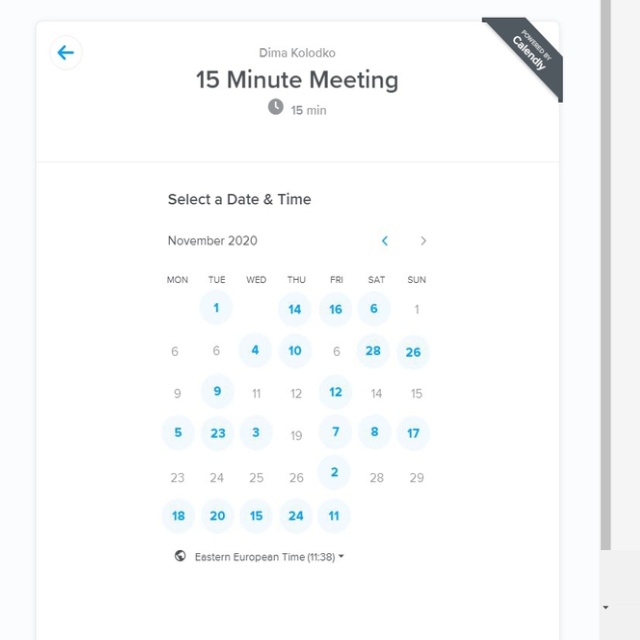 Dima Kolodko
15 Minute Meeting
15 min
POWERED BY
Calendly
Select a Date & Time
November 2020
MON TUE WED THU FRI SAT SUN
1 14 16 6 1
6 6 4 10 6 28 26
9 9 11 12 12 14 15
5 23 3 19 7 8 17
23 24 25 26 2 28 29
18 20 15 24 11
Eastern European Time (11:38)